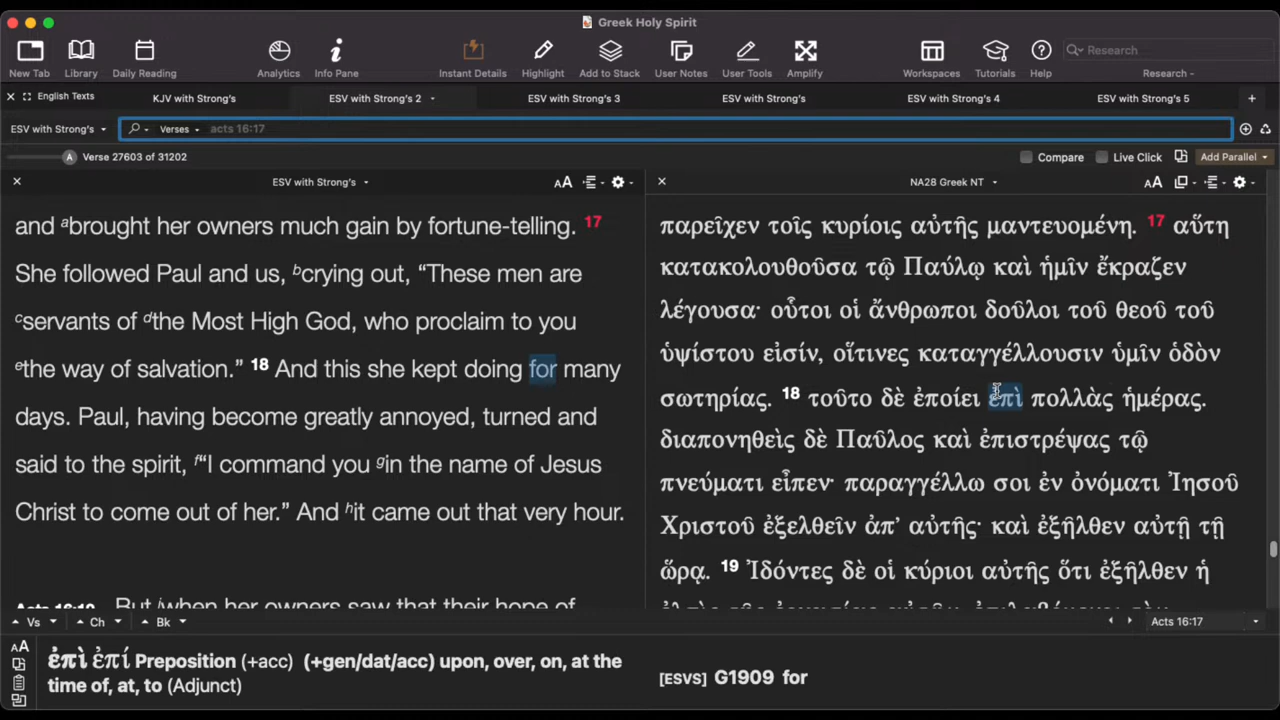 Greek Holy Spirit
New Tab Library Daily Reading Analytics Info Pane Instant Details Highlight Add to Stack User Notes User Tools Amplify Workspaces Tutorials Help Research
Research
English Texts KJV with Strong's ESV with Strong's 2 ESV with Strong's 3 ESV with Strong's ESV with Strong's 4 ESV with Strong's 5
ESV with Strong's Verses acts 16:17
A Verse 27603 of 31202 Compare Live Click Add Parallel
ESV with Strong's AA
and ᵃbrought her owners much gain by fortune-telling. 17
She followed Paul and us, ᵇcrying out, “These men are
ᶜservants of ᵈthe Most High God, who proclaim to you
ᵉthe way of salvation.” 18 And this she kept doing for many
days. Paul, having become greatly annoyed, turned and
said to the spirit, ᶠ“I command you ᵍin the name of Jesus
Christ to come out of her.” And ʰit came out that very hour.
But ⁱwhen her owners saw that their hope of
NA28 Greek NT AA
παρεῖχεν τοῖς κυρίοις αὐτῆς μαντευομένη. 17 αὕτη
κατακολουθοῦσα τῷ Παύλῳ καὶ ἡμῖν ἔκραζεν
λέγουσα· οὗτοι οἱ ἄνθρωποι δοῦλοι τοῦ θεοῦ τοῦ
ὑψίστου εἰσίν, οἵτινες καταγγέλλουσιν ὑμῖν ὁδὸν
σωτηρίας. 18 τοῦτο δὲ ἐποίει ἐπὶ πολλὰς ἡμέρας.
διαπονηθεὶς δὲ Παῦλος καὶ ἐπιστρέψας τῷ
πνεύματι εἶπεν· παραγγέλλω σοι ἐν ὀνόματι Ἰησοῦ
Χριστοῦ ἐξελθεῖν ἀπ’ αὐτῆς· καὶ ἐξῆλθεν αὐτῇ τῇ
ὥρᾳ. 19 Ἰδόντες δὲ οἱ κύριοι αὐτῆς ὅτι ἐξῆλθεν ἡ
Vs Ch Bk Acts 16:17
AA
ἐπὶ ἐπί Preposition (+acc) (+gen/dat/acc) upon, over, on, at the
time of, at, to (Adjunct)
[ESVS] G1909 for